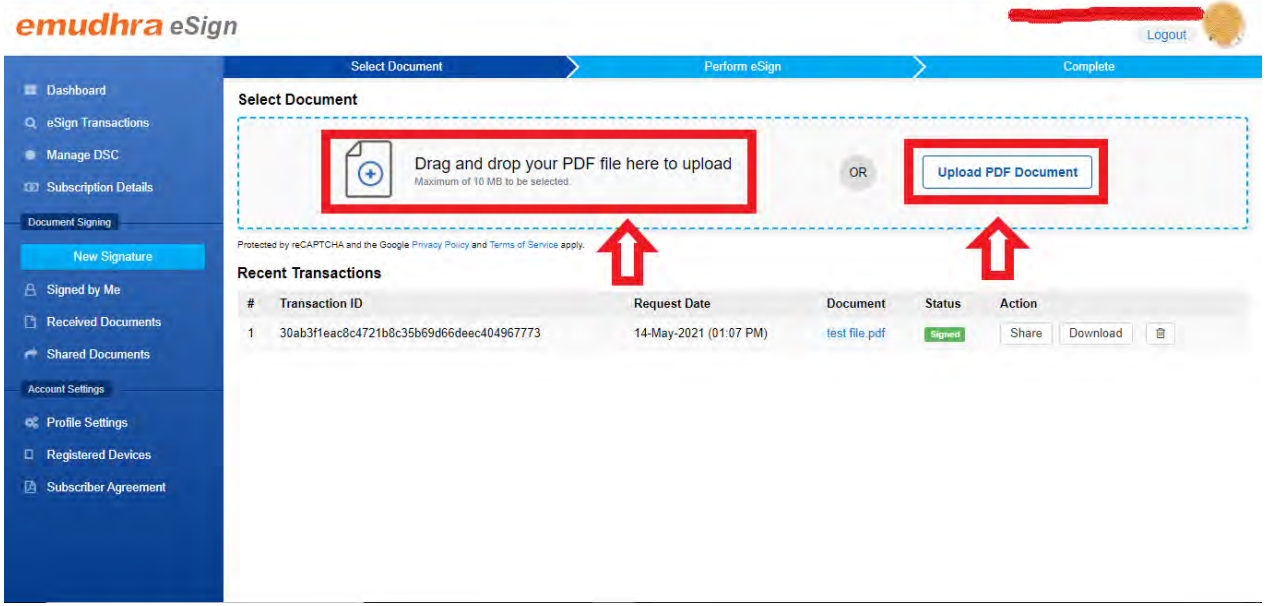 emudhra eSign
Logout
Select Document
Perform eSign
Complete
Dashboard
eSign Transactions
Manage DSC
Subscription Details
Document Signing
New Signature
Signed by Me
Received Documents
Shared Documents
Account Settings
Profile Settings
Registered Devices
Subscriber Agreement
Select Document
Drag and drop your PDF file here to upload
Maximum of 10 MB to be selected.
OR
Upload PDF Document
Protected by reCAPTCHA and the Google Privacy Policy and Terms of Service apply.
Recent Transactions
# Transaction ID Request Date Document Status Action
1 30ab3f1eac8c4721b8c35b69d66deec404967773 14-May-2021 (01:07 PM) test file.pdf Signed Share Download